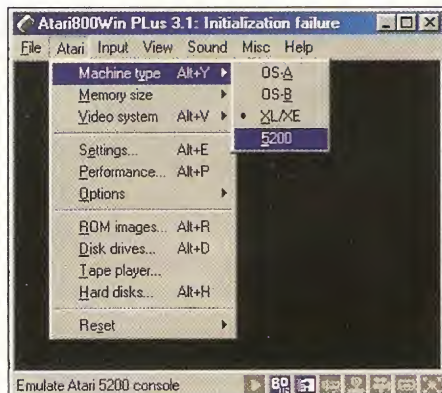 Atari800Win PLus 3.1: Initialization failure
File Atari Input View Sound Misc Help
Machine type Alt+Y
Memory size
Video system Alt+V
Settings... Alt+E
Performance... Alt+P
Options
ROM images... Alt+R
Disk drives... Alt+D
Tape player...
Hard disks... Alt+H
Reset
OS-A
OS-B
XL/XE
5200
Emulate Atari 5200 console
80